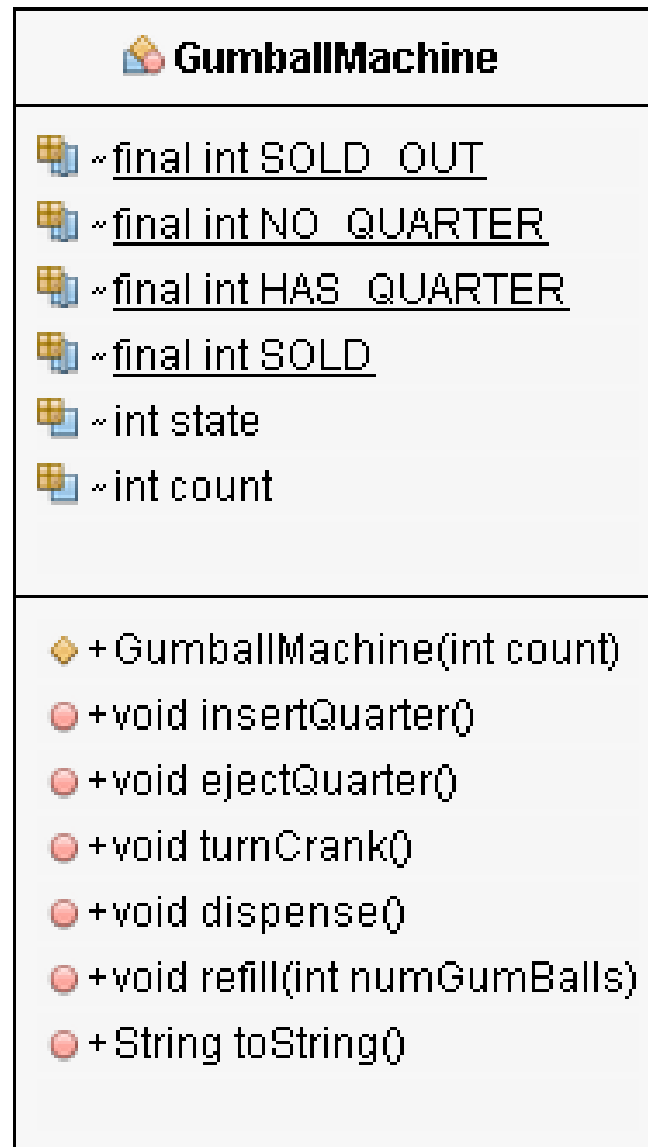 GumballMachine
~final int SOLD_OUT
~final int NO_QUARTER
~final int HAS_QUARTER
~final int SOLD
~int state
~int count
+GumballMachine(int count)
+void insertQuarter()
+void ejectQuarter()
+void turnCrank()
+void dispense()
+void refill(int numGumBalls)
+String toString()